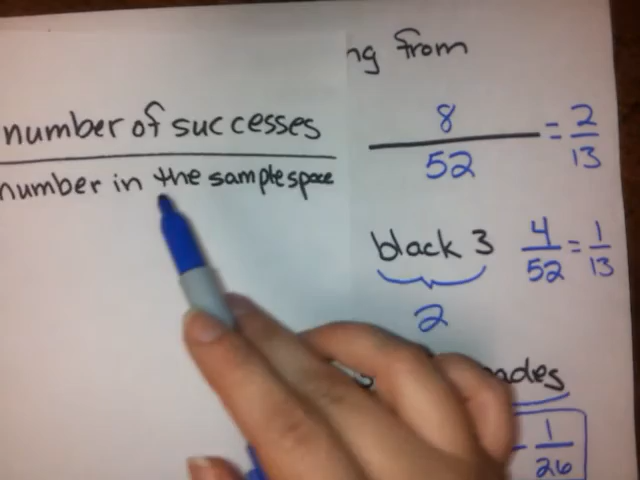 ng from
number of successes
number in the sample space
8
52
= 2
13
black 3
4
52
= 1
13
2
ades
1
26